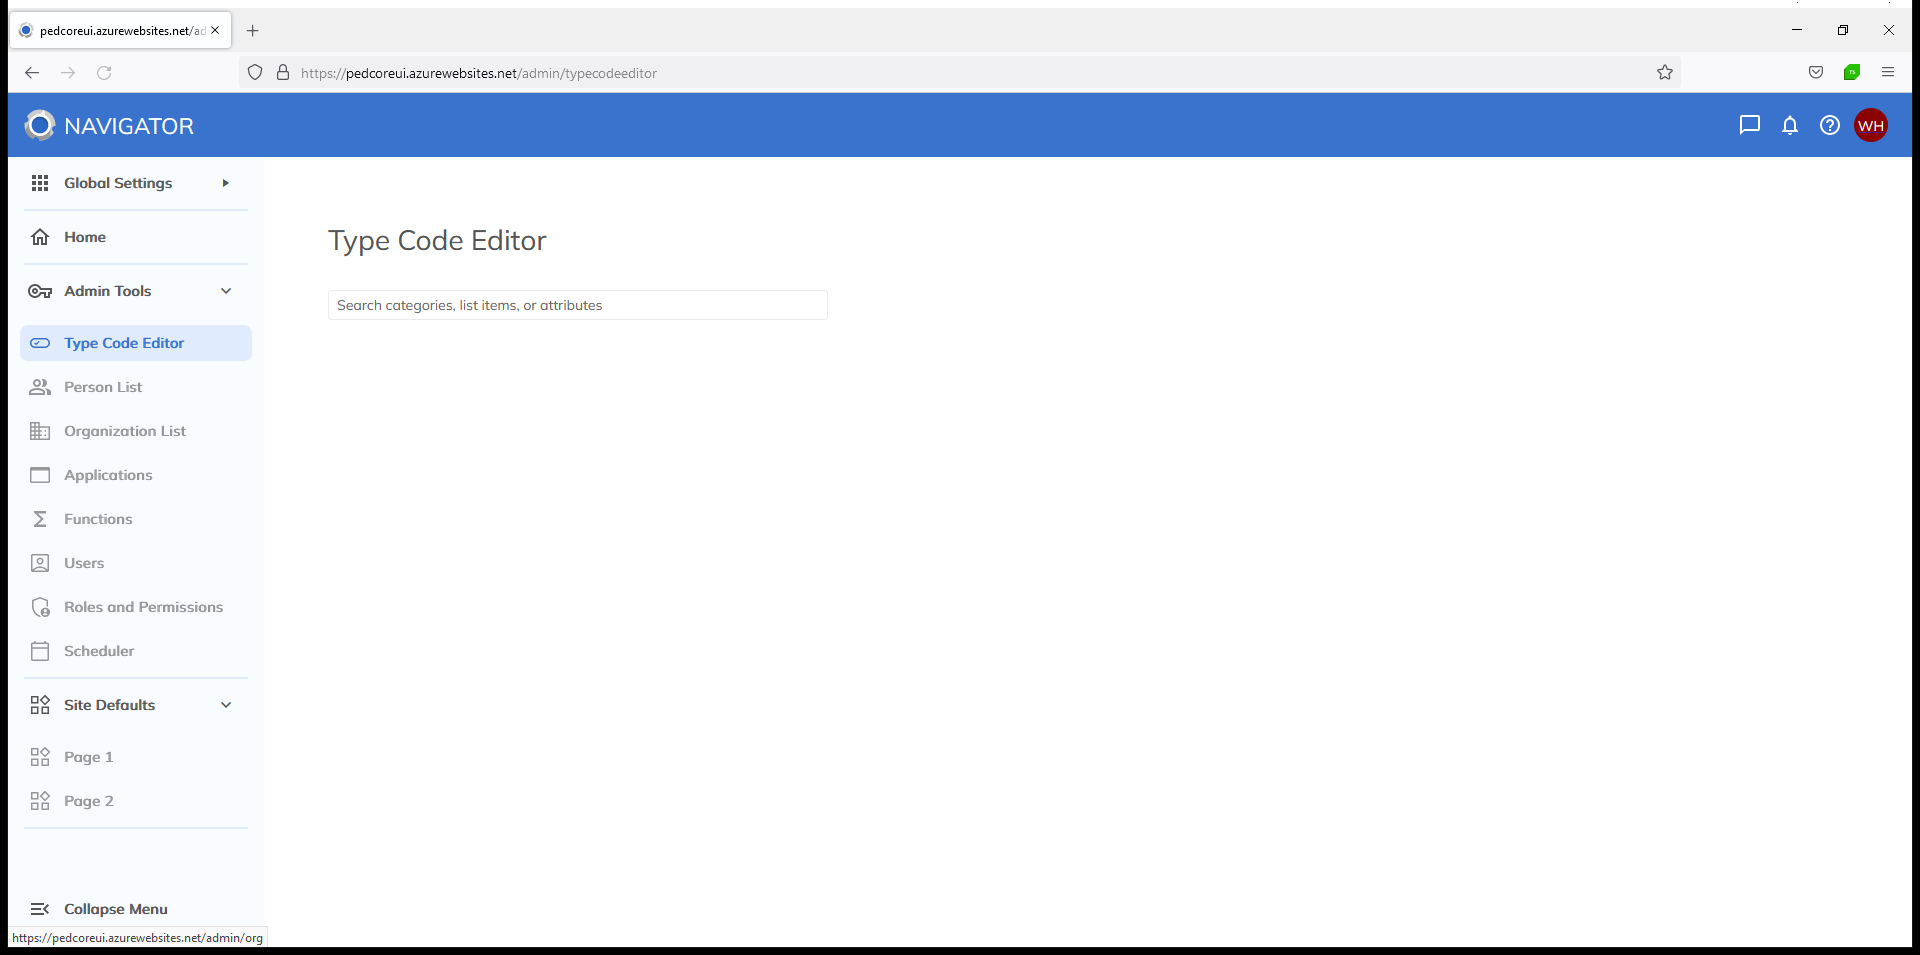 pedcoreui.azurewebsites.net/ad
https://pedcoreui.azurewebsites.net/admin/typecodeeditor
TS
NAVIGATOR
WH
Global Settings
Home
Admin Tools
Type Code Editor
Person List
Organization List
Applications
Functions
Users
Roles and Permissions
Scheduler
Site Defaults
Page 1
Page 2
Collapse Menu
https://pedcoreui.azurewebsites.net/admin/org
Type Code Editor
Search categories, list items, or attributes